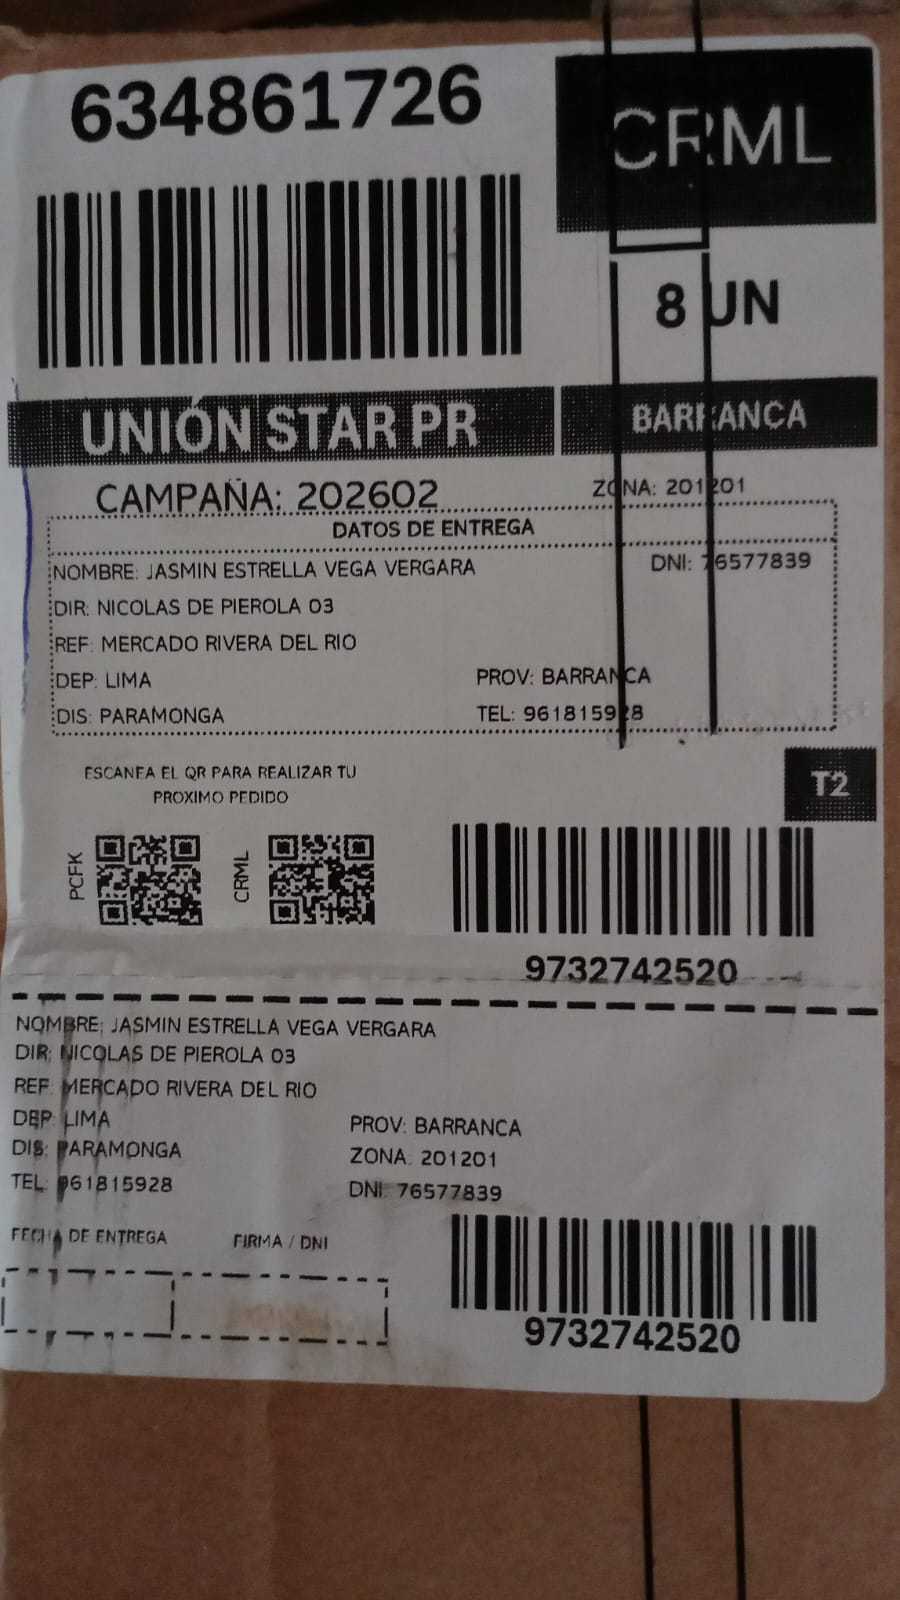 634861726
CRML
8 UN
UNIÓN STAR PR
BARRANCA
CAMPAÑA: 202602
ZONA: 201201
DATOS DE ENTREGA
NOMBRE: JASMIN ESTRELLA VEGA VERGARA DNI: 76577839
DIR: NICOLAS DE PIEROLA 03
REF: MERCADO RIVERA DEL RIO
DEP: LIMA PROV: BARRANCA
DIS: PARAMONGA TEL: 961815928
ESCANEA EL QR PARA REALIZAR TU
PROXIMO PEDIDO
T2
PCFK
CRML
9732742520
NOMBRE: JASMIN ESTRELLA VEGA VERGARA
DIR: NICOLAS DE PIEROLA 03
REF: MERCADO RIVERA DEL RIO
DEP: LIMA PROV: BARRANCA
DIS: PARAMONGA ZONA: 201201
TEL: 961815928 DNI: 76577839
FECHA DE ENTREGA FIRMA / DNI
9732742520